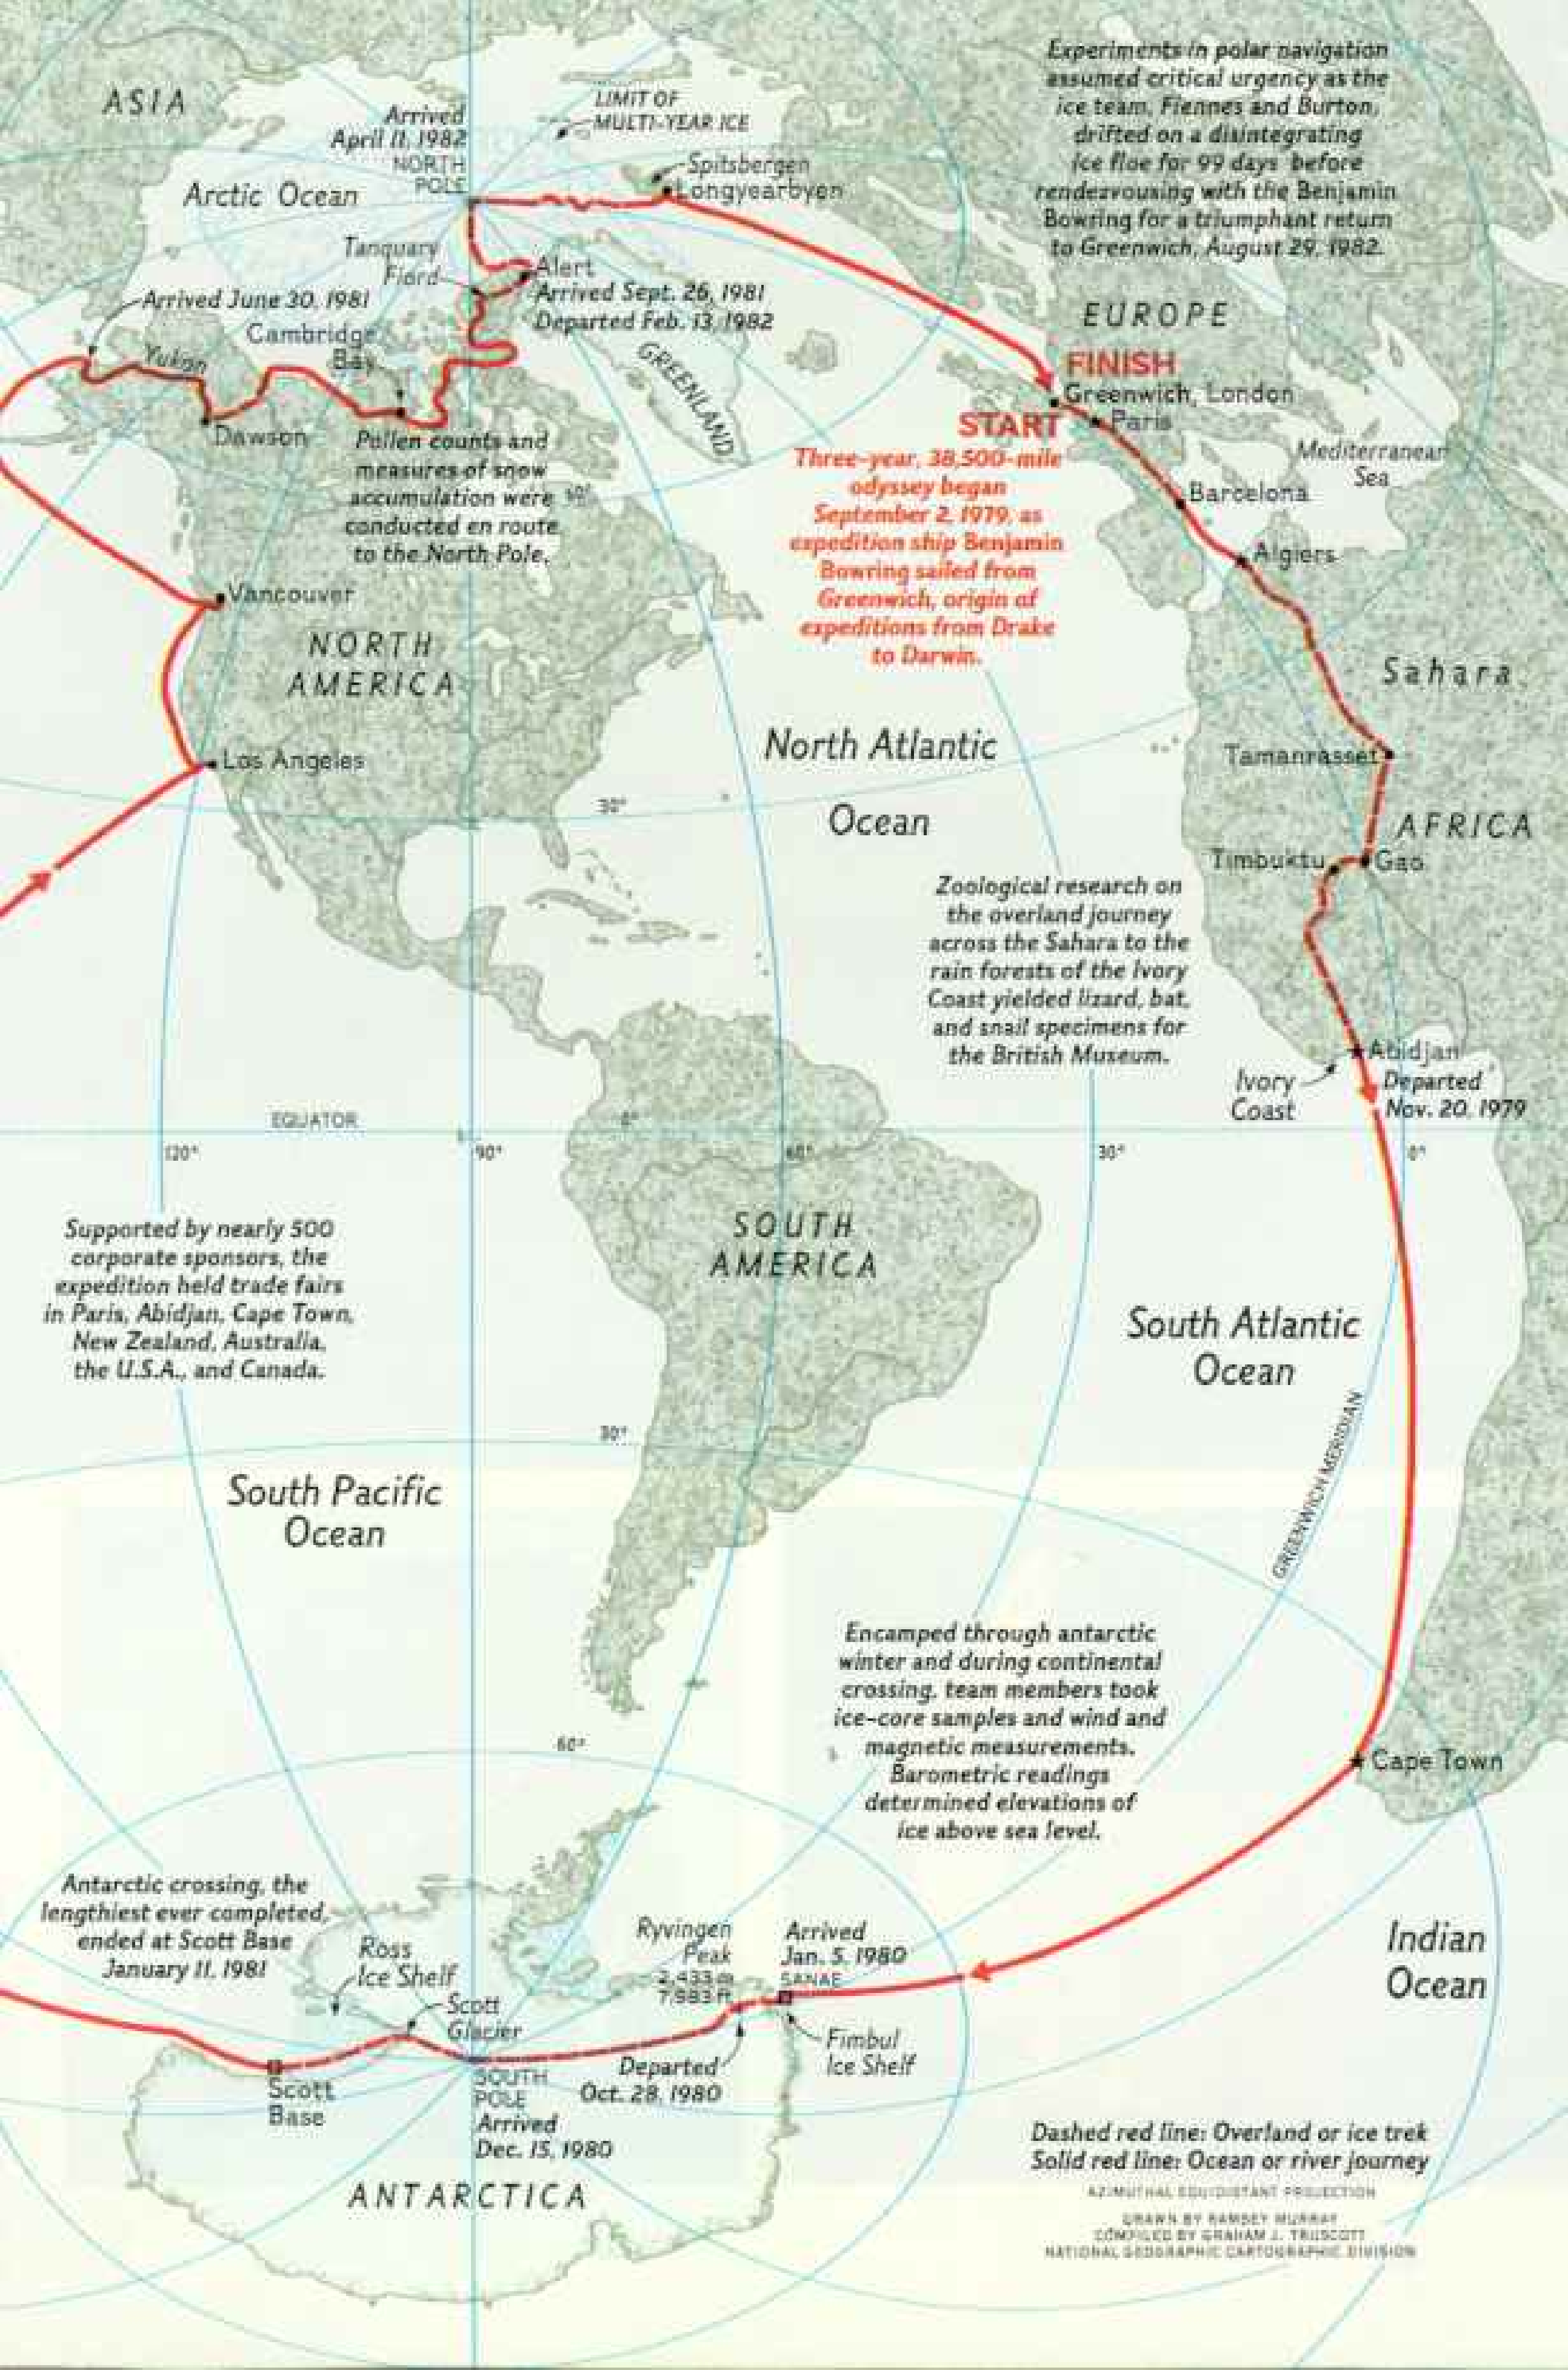 Experiments in polar navigation
assumed critical urgency as the
ice team, Fiennes and Burton,
drifted on a disintegrating
ice floe for 99 days before
rendezvousing with the Benjamin
Bowring for a triumphant return
to Greenwich, August 29, 1982.
ASIA
Arrived
April 11, 1982
NORTH
POLE
LIMIT OF
MULTI-YEAR ICE
Spitsbergen
Longyearbyen
Arctic Ocean
Tanquary
Fiord
Alert
Arrived Sept. 26, 1981
Departed Feb. 13, 1982
Arrived June 30, 1981
Cambridge
Bay
Yukon
GREENLAND
Dawson
EUROPE
FINISH
Greenwich, London
START
Paris
Three-year, 38,500-mile
odyssey began
September 2, 1979, as
expedition ship Benjamin
Bowring sailed from
Greenwich, origin of
expeditions from Drake
to Darwin.
Mediterranean
Sea
Barcelona
Algiers
Pollen counts and
measures of snow
accumulation were
conducted en route
to the North Pole.
Vancouver
NORTH
AMERICA
Los Angeles
30°
North Atlantic
Ocean
Sahara
Tamanrasset
AFRICA
Timbuktu
Gao
Zoological research on
the overland journey
across the Sahara to the
rain forests of the Ivory
Coast yielded lizard, bat,
and snail specimens for
the British Museum.
Abidjan
Departed
Nov. 20, 1979
Ivory
Coast
EQUATOR
0°
120°
90°
60°
30°
0°
Supported by nearly 500
corporate sponsors, the
expedition held trade fairs
in Paris, Abidjan, Cape Town,
New Zealand, Australia,
the U.S.A., and Canada.
SOUTH
AMERICA
South Atlantic
Ocean
GREENWICH MERIDIAN
30°
South Pacific
Ocean
Encamped through antarctic
winter and during continental
crossing, team members took
ice-core samples and wind and
magnetic measurements.
Barometric readings
determined elevations of
ice above sea level.
60°
Cape Town
Antarctic crossing, the
lengthiest ever completed,
ended at Scott Base
January 11, 1981
Ross
Ice Shelf
Scott
Glacier
Ryvingen
Peak
2,433 m
7,983 ft
Arrived
Jan. 5, 1980
SANAE
Fimbul
Ice Shelf
Indian
Ocean
Departed
Oct. 28, 1980
Scott
Base
SOUTH
POLE
Arrived
Dec. 15, 1980
ANTARCTICA
Dashed red line: Overland or ice trek
Solid red line: Ocean or river journey
AZIMUTHAL EQUIDISTANT PROJECTION
DRAWN BY RAMSEY MURRAY
COMPILED BY GRAHAM J. TRUSCOTT
NATIONAL GEOGRAPHIC CARTOGRAPHIC DIVISION